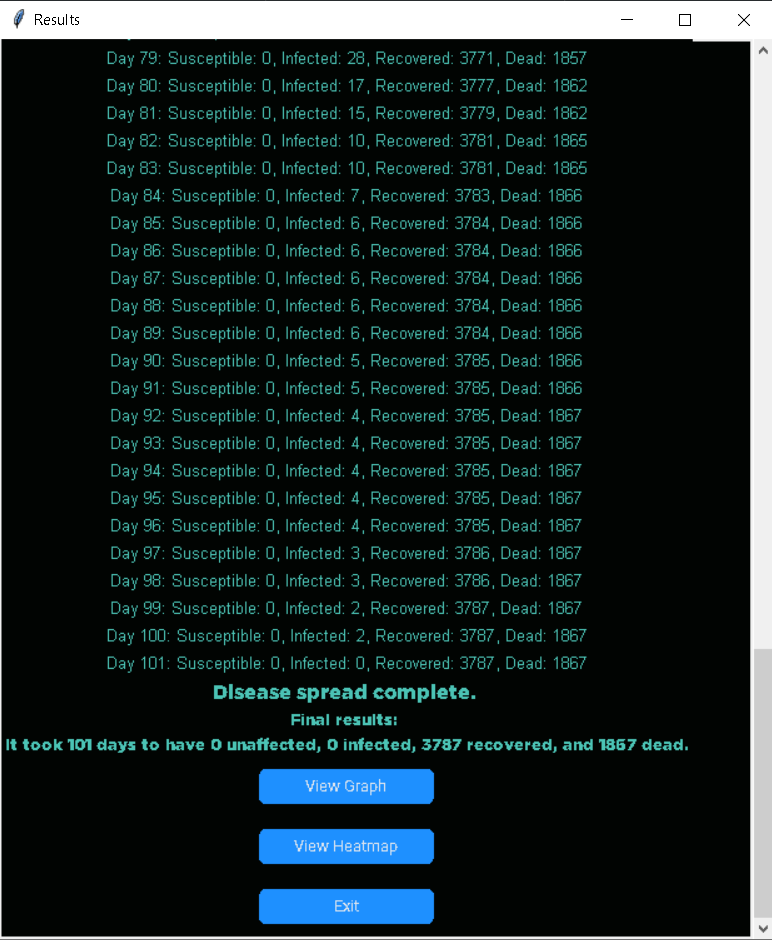 Results
Day 79: Susceptible: 0, Infected: 28, Recovered: 3771, Dead: 1857
Day 80: Susceptible: 0, Infected: 17, Recovered: 3777, Dead: 1862
Day 81: Susceptible: 0, Infected: 15, Recovered: 3779, Dead: 1862
Day 82: Susceptible: 0, Infected: 10, Recovered: 3781, Dead: 1865
Day 83: Susceptible: 0, Infected: 10, Recovered: 3781, Dead: 1865
Day 84: Susceptible: 0, Infected: 7, Recovered: 3783, Dead: 1866
Day 85: Susceptible: 0, Infected: 6, Recovered: 3784, Dead: 1866
Day 86: Susceptible: 0, Infected: 6, Recovered: 3784, Dead: 1866
Day 87: Susceptible: 0, Infected: 6, Recovered: 3784, Dead: 1866
Day 88: Susceptible: 0, Infected: 6, Recovered: 3784, Dead: 1866
Day 89: Susceptible: 0, Infected: 6, Recovered: 3784, Dead: 1866
Day 90: Susceptible: 0, Infected: 5, Recovered: 3785, Dead: 1866
Day 91: Susceptible: 0, Infected: 5, Recovered: 3785, Dead: 1866
Day 92: Susceptible: 0, Infected: 4, Recovered: 3785, Dead: 1867
Day 93: Susceptible: 0, Infected: 4, Recovered: 3785, Dead: 1867
Day 94: Susceptible: 0, Infected: 4, Recovered: 3785, Dead: 1867
Day 95: Susceptible: 0, Infected: 4, Recovered: 3785, Dead: 1867
Day 96: Susceptible: 0, Infected: 4, Recovered: 3785, Dead: 1867
Day 97: Susceptible: 0, Infected: 3, Recovered: 3786, Dead: 1867
Day 98: Susceptible: 0, Infected: 3, Recovered: 3786, Dead: 1867
Day 99: Susceptible: 0, Infected: 2, Recovered: 3787, Dead: 1867
Day 100: Susceptible: 0, Infected: 2, Recovered: 3787, Dead: 1867
Day 101: Susceptible: 0, Infected: 0, Recovered: 3787, Dead: 1867
Disease spread complete.
Final results:
It took 101 days to have 0 unaffected, 0 infected, 3787 recovered, and 1867 dead.
View Graph
View Heatmap
Exit